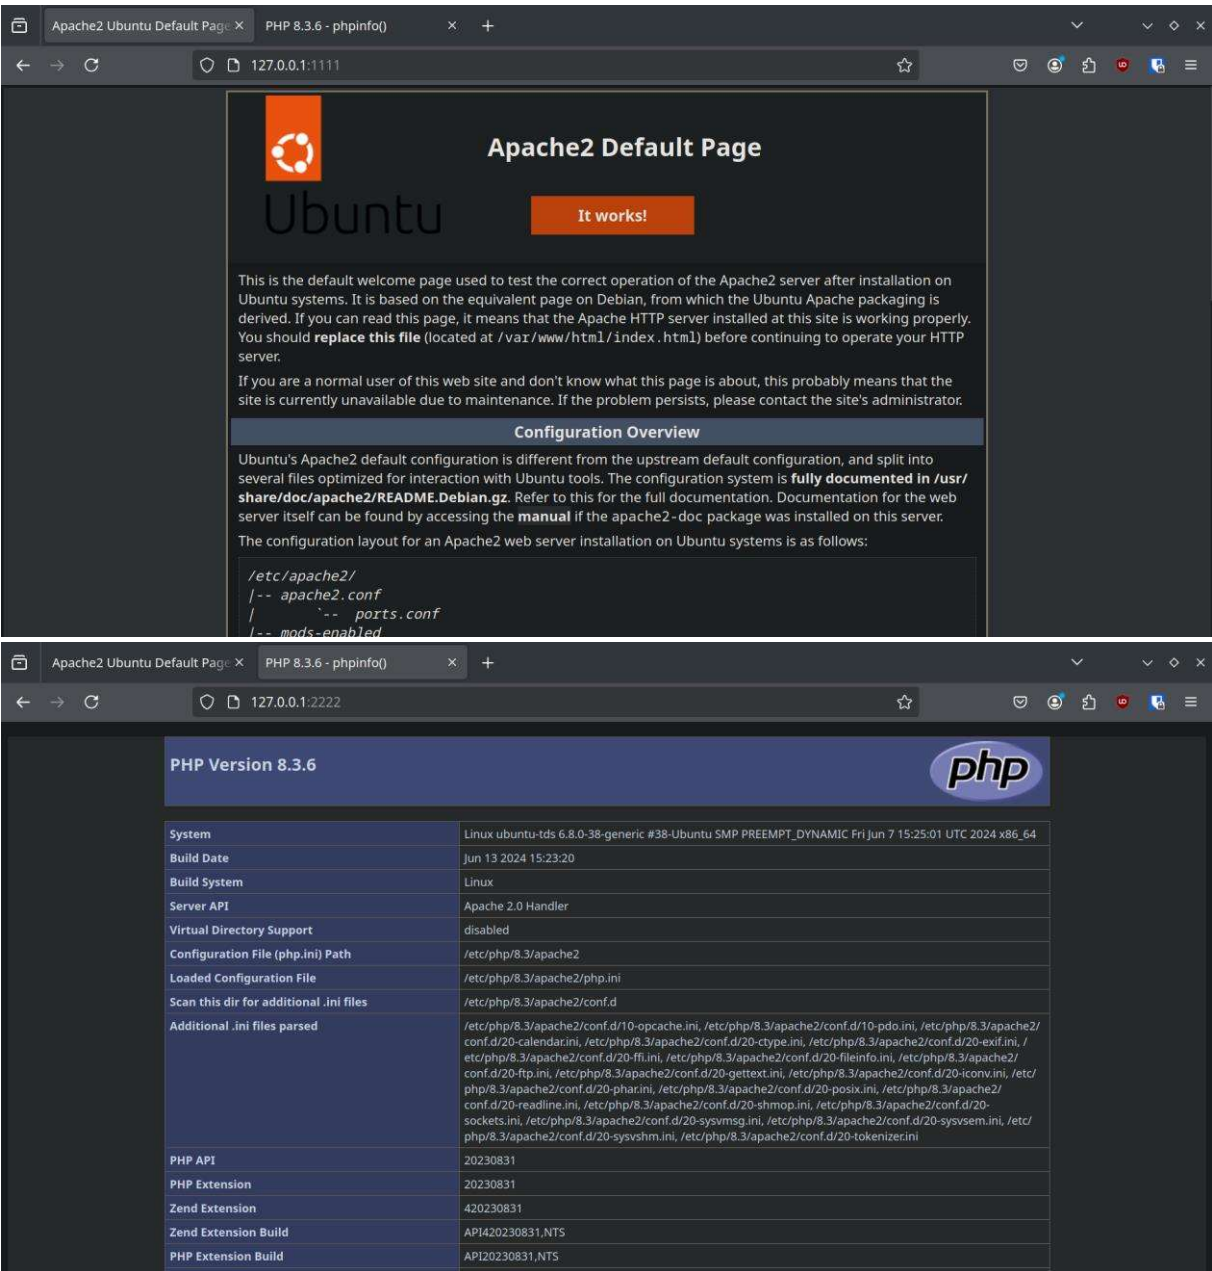 Apache2 Ubuntu Default Page
PHP 8.3.6 - phpinfo()
127.0.0.1:1111
Ubuntu
Apache2 Default Page
It works!
This is the default welcome page used to test the correct operation of the Apache2 server after installation on
Ubuntu systems. It is based on the equivalent page on Debian, from which the Ubuntu Apache packaging is
derived. If you can read this page, it means that the Apache HTTP server installed at this site is working properly.
You should replace this file (located at /var/www/html/index.html) before continuing to operate your HTTP
server.
If you are a normal user of this web site and don't know what this page is about, this probably means that the
site is currently unavailable due to maintenance. If the problem persists, please contact the site's administrator.
Configuration Overview
Ubuntu's Apache2 default configuration is different from the upstream default configuration, and split into
several files optimized for interaction with Ubuntu tools. The configuration system is fully documented in /usr/
share/doc/apache2/README.Debian.gz. Refer to this for the full documentation. Documentation for the web
server itself can be found by accessing the manual if the apache2-doc package was installed on this server.
The configuration layout for an Apache2 web server installation on Ubuntu systems is as follows:
/etc/apache2/
|-- apache2.conf
|       `--  ports.conf
|-- mods-enabled
Apache2 Ubuntu Default Page
PHP 8.3.6 - phpinfo()
127.0.0.1:2222
PHP Version 8.3.6
php
System Linux ubuntu-tds 6.8.0-38-generic #38-Ubuntu SMP PREEMPT_DYNAMIC Fri Jun 7 15:25:01 UTC 2024 x86_64
Build Date Jun 13 2024 15:23:20
Build System Linux
Server API Apache 2.0 Handler
Virtual Directory Support disabled
Configuration File (php.ini) Path /etc/php/8.3/apache2
Loaded Configuration File /etc/php/8.3/apache2/php.ini
Scan this dir for additional .ini files /etc/php/8.3/apache2/conf.d
Additional .ini files parsed /etc/php/8.3/apache2/conf.d/10-opcache.ini, /etc/php/8.3/apache2/conf.d/10-pdo.ini, /etc/php/8.3/apache2/
conf.d/20-calendar.ini, /etc/php/8.3/apache2/conf.d/20-ctype.ini, /etc/php/8.3/apache2/conf.d/20-exif.ini, /
etc/php/8.3/apache2/conf.d/20-ffi.ini, /etc/php/8.3/apache2/conf.d/20-fileinfo.ini, /etc/php/8.3/apache2/
conf.d/20-ftp.ini, /etc/php/8.3/apache2/conf.d/20-gettext.ini, /etc/php/8.3/apache2/conf.d/20-iconv.ini, /etc/
php/8.3/apache2/conf.d/20-phar.ini, /etc/php/8.3/apache2/conf.d/20-posix.ini, /etc/php/8.3/apache2/
conf.d/20-readline.ini, /etc/php/8.3/apache2/conf.d/20-shmop.ini, /etc/php/8.3/apache2/conf.d/20-
sockets.ini, /etc/php/8.3/apache2/conf.d/20-sysvmsg.ini, /etc/php/8.3/apache2/conf.d/20-sysvsem.ini, /etc/
php/8.3/apache2/conf.d/20-sysvshm.ini, /etc/php/8.3/apache2/conf.d/20-tokenizer.ini
PHP API 20230831
PHP Extension 20230831
Zend Extension 420230831
Zend Extension Build API420230831,NTS
PHP Extension Build API20230831,NTS